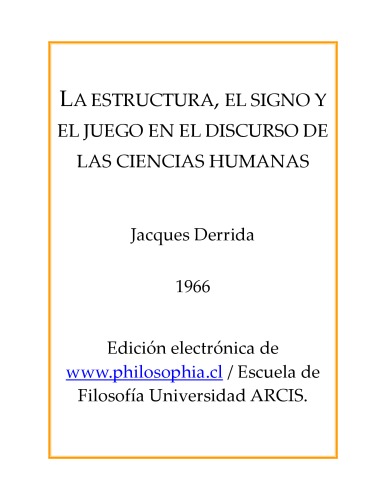 LA ESTRUCTURA, EL SIGNO Y
EL JUEGO EN EL DISCURSO DE
LAS CIENCIAS HUMANAS
Jacques Derrida
1966
Edición electrónica de
www.philosophia.cl / Escuela de
Filosofía Universidad ARCIS.